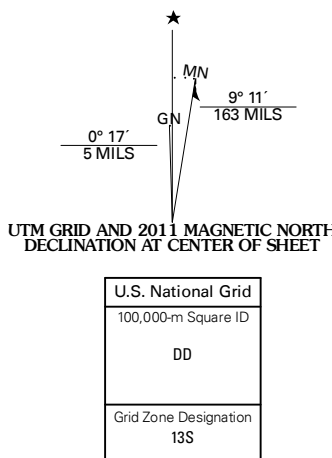 MN
9° 11´
163 MILS
GN
0° 17´
5 MILS
UTM GRID AND 2011 MAGNETIC NORTH
DECLINATION AT CENTER OF SHEET
U.S. National Grid
100,000-m Square ID
DD
Grid Zone Designation
13S